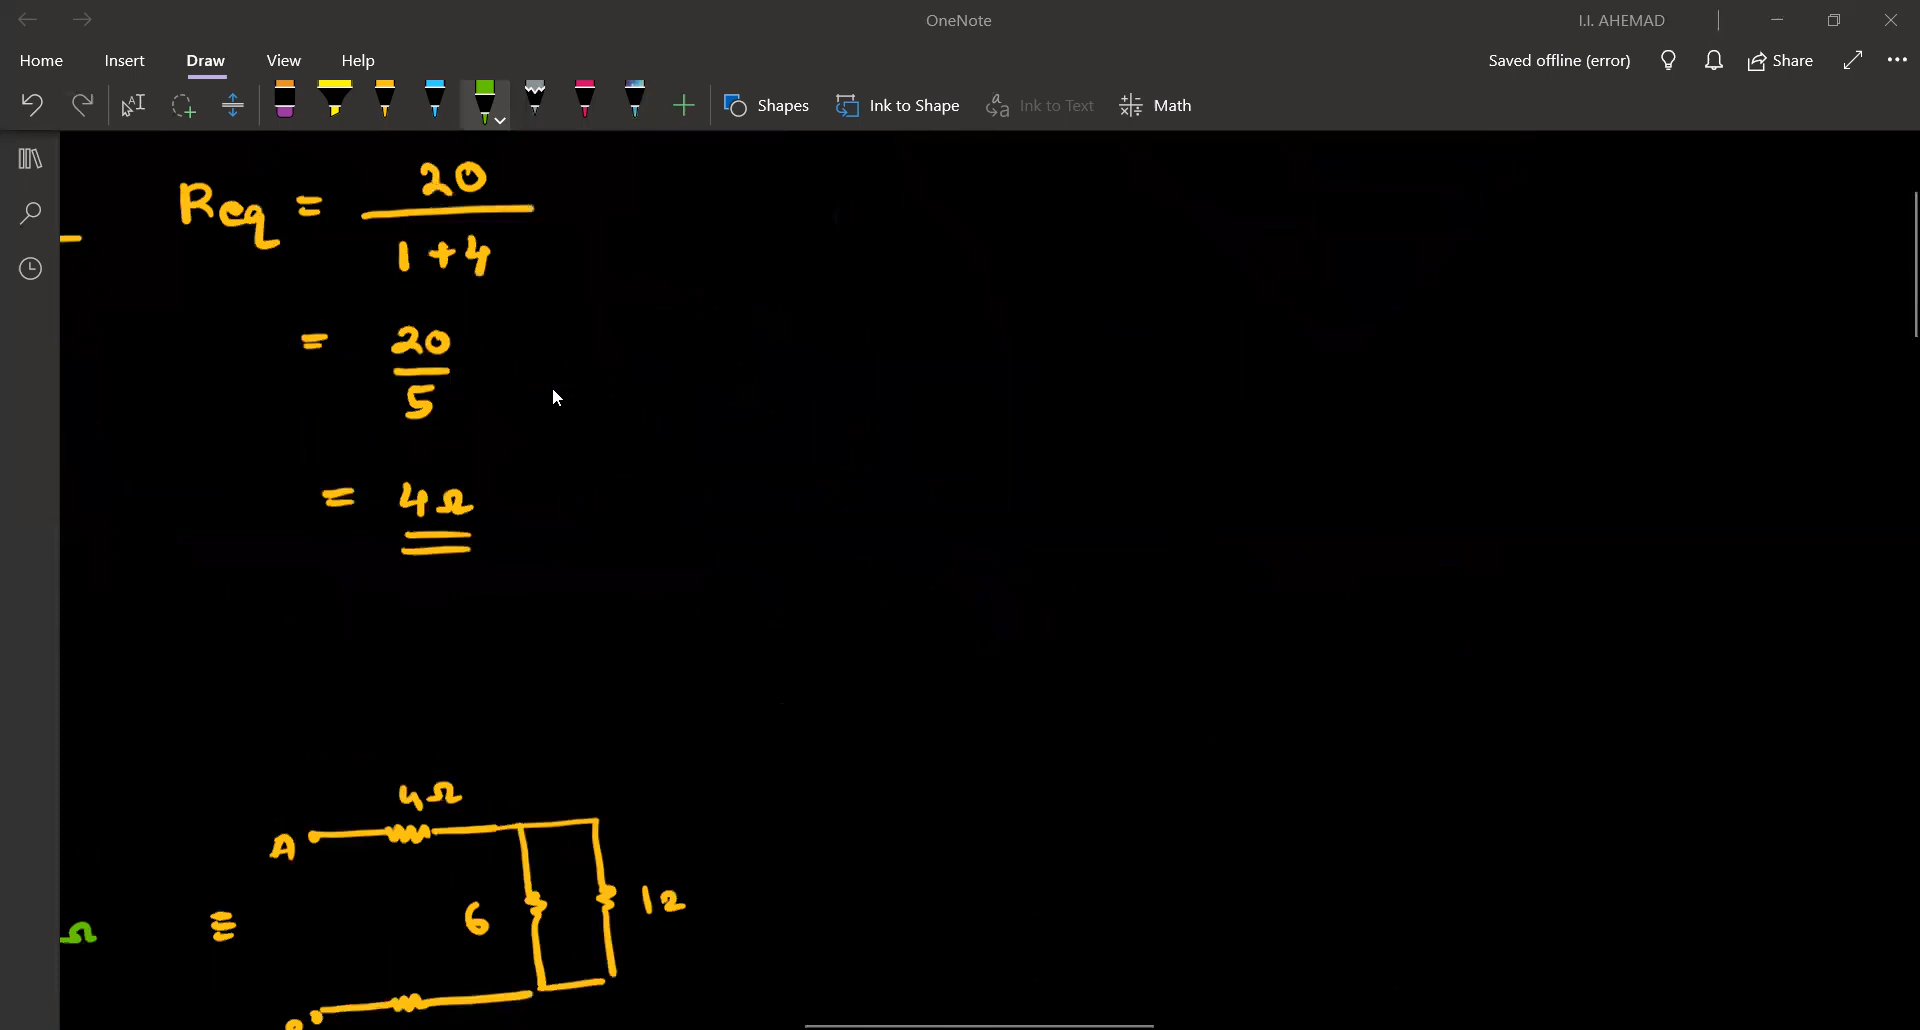 OneNote
I.I. AHEMAD
Home Insert Draw View Help
Saved offline (error)
Share
Shapes
Ink to Shape
Ink to Text
Math
Req = 20
1 + 4
= 20
5
= 4Ω
4Ω
A
6
12
Ω
≡